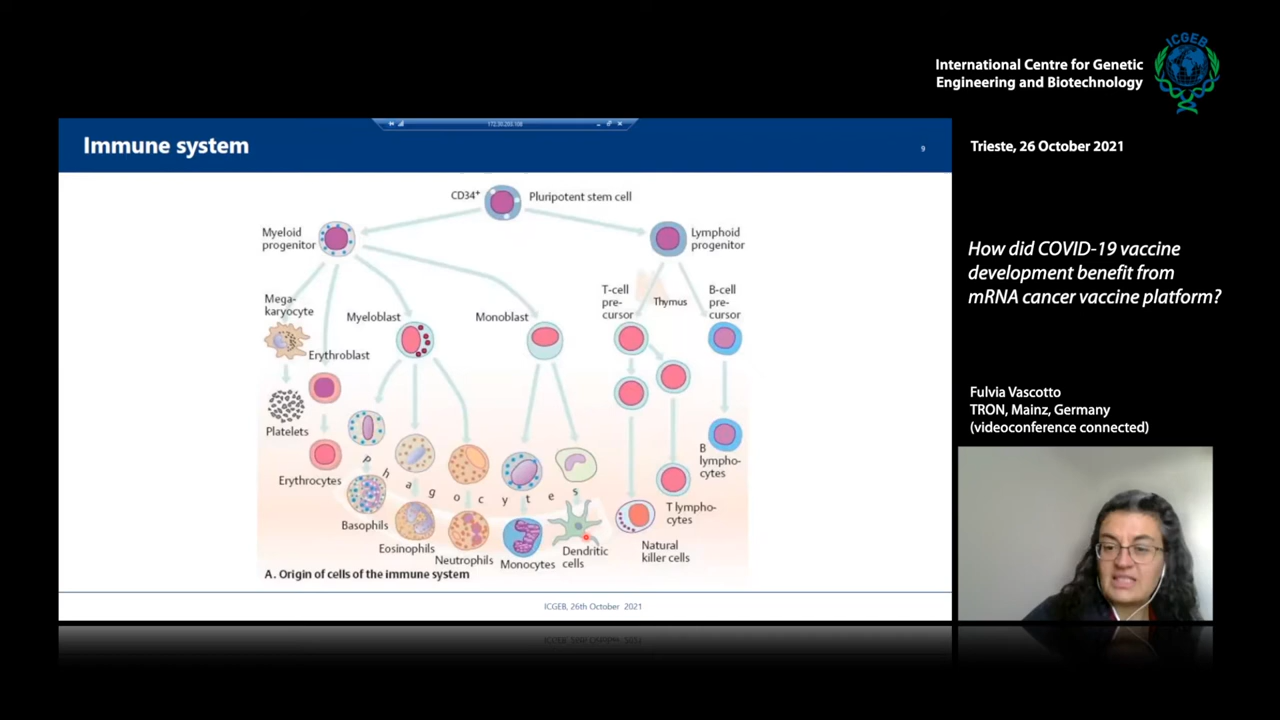 ICGEB
International Centre for Genetic
Engineering and Biotechnology
Trieste, 26 October 2021
How did COVID-19 vaccine
development benefit from
mRNA cancer vaccine platform?
Fulvia Vascotto
TRON, Mainz, Germany
(videoconference connected)
Immune system
9
CD34+
Pluripotent stem cell
Myeloid
progenitor
Lymphoid
progenitor
Mega-
karyocyte
Erythroblast
Myeloblast
Monoblast
T-cell
pre-
cursor
Thymus
B-cell
pre-
cursor
Platelets
Erythrocytes
Phagocytes
Basophils
Eosinophils
Neutrophils
Monocytes
Dendritic
cells
Natural
killer cells
T lympho-
cytes
B
lympho-
cytes
A. Origin of cells of the immune system
ICGEB, 26th October 2021